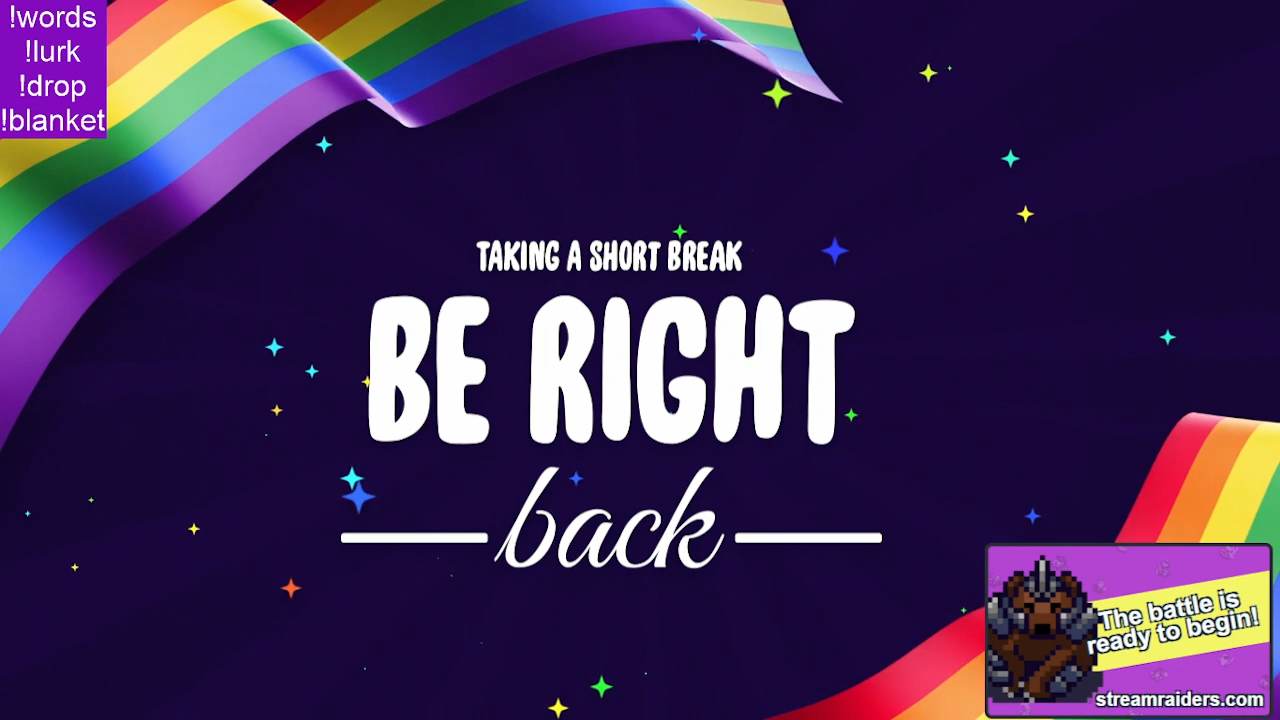 !words
!lurk
!drop
!blanket
TAKING A SHORT BREAK
BE RIGHT
back
The battle is
ready to begin!
streamraiders.com